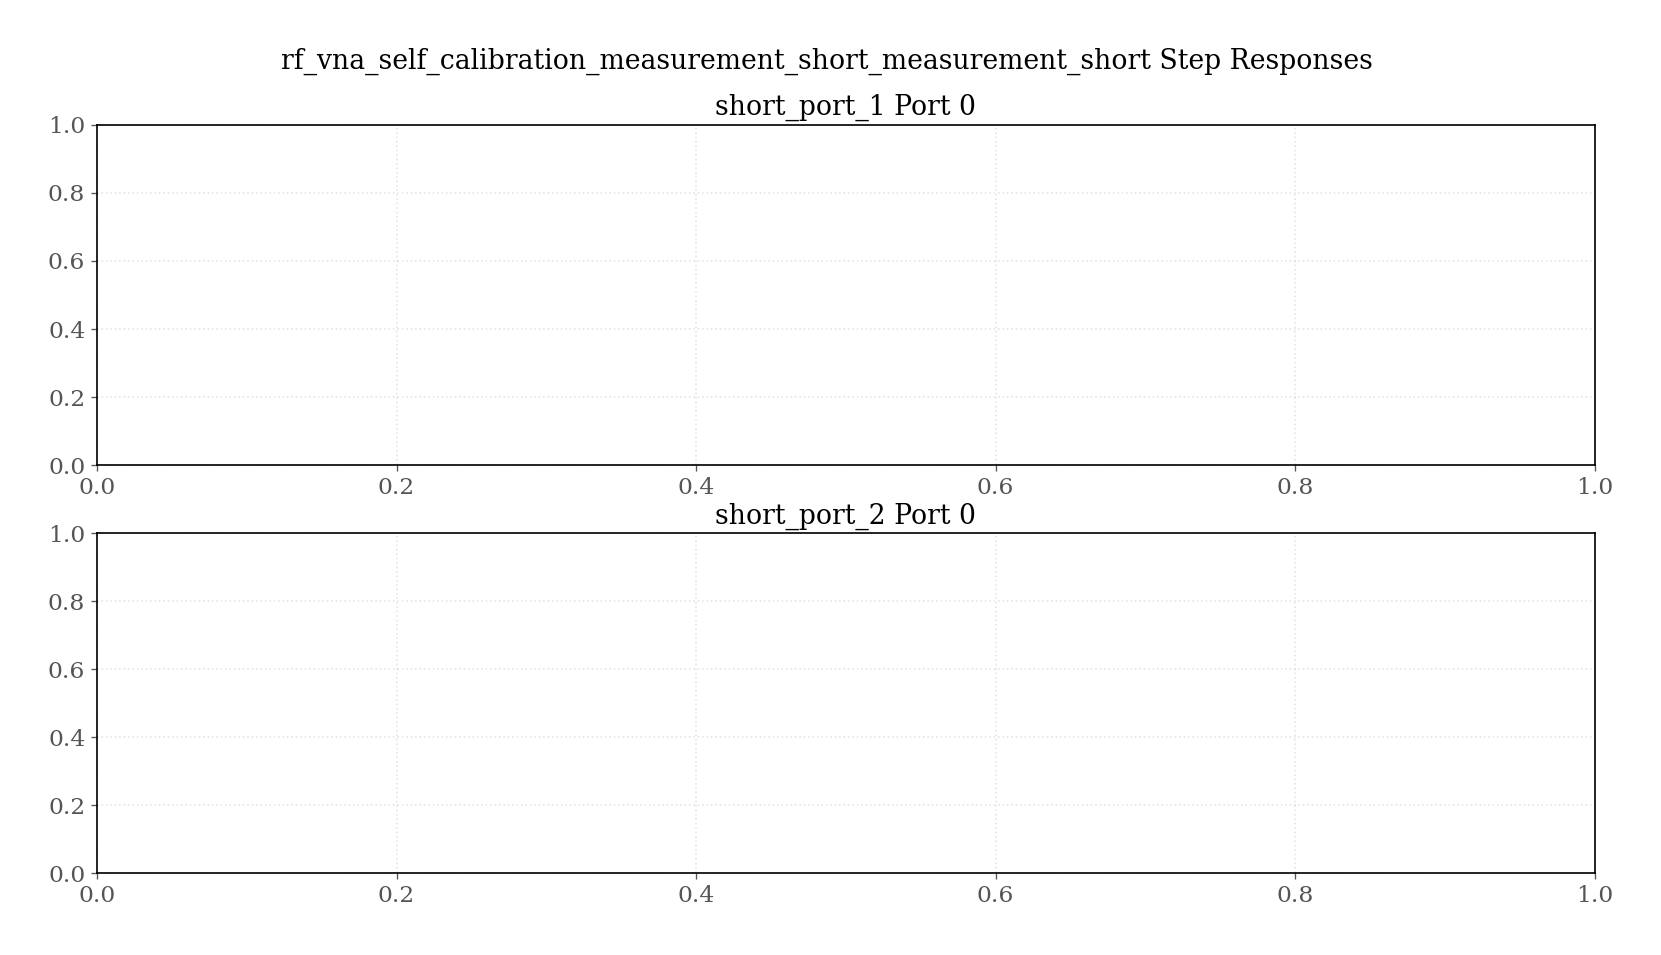 rf_vna_self_calibration_measurement_short_measurement_short Step Responses
short_port_1 Port 0
1.0
0.8
0.6
0.4
0.2
0.0
0.0 0.2 0.4 0.6 0.8 1.0
short_port_2 Port 0
1.0
0.8
0.6
0.4
0.2
0.0
0.0 0.2 0.4 0.6 0.8 1.0